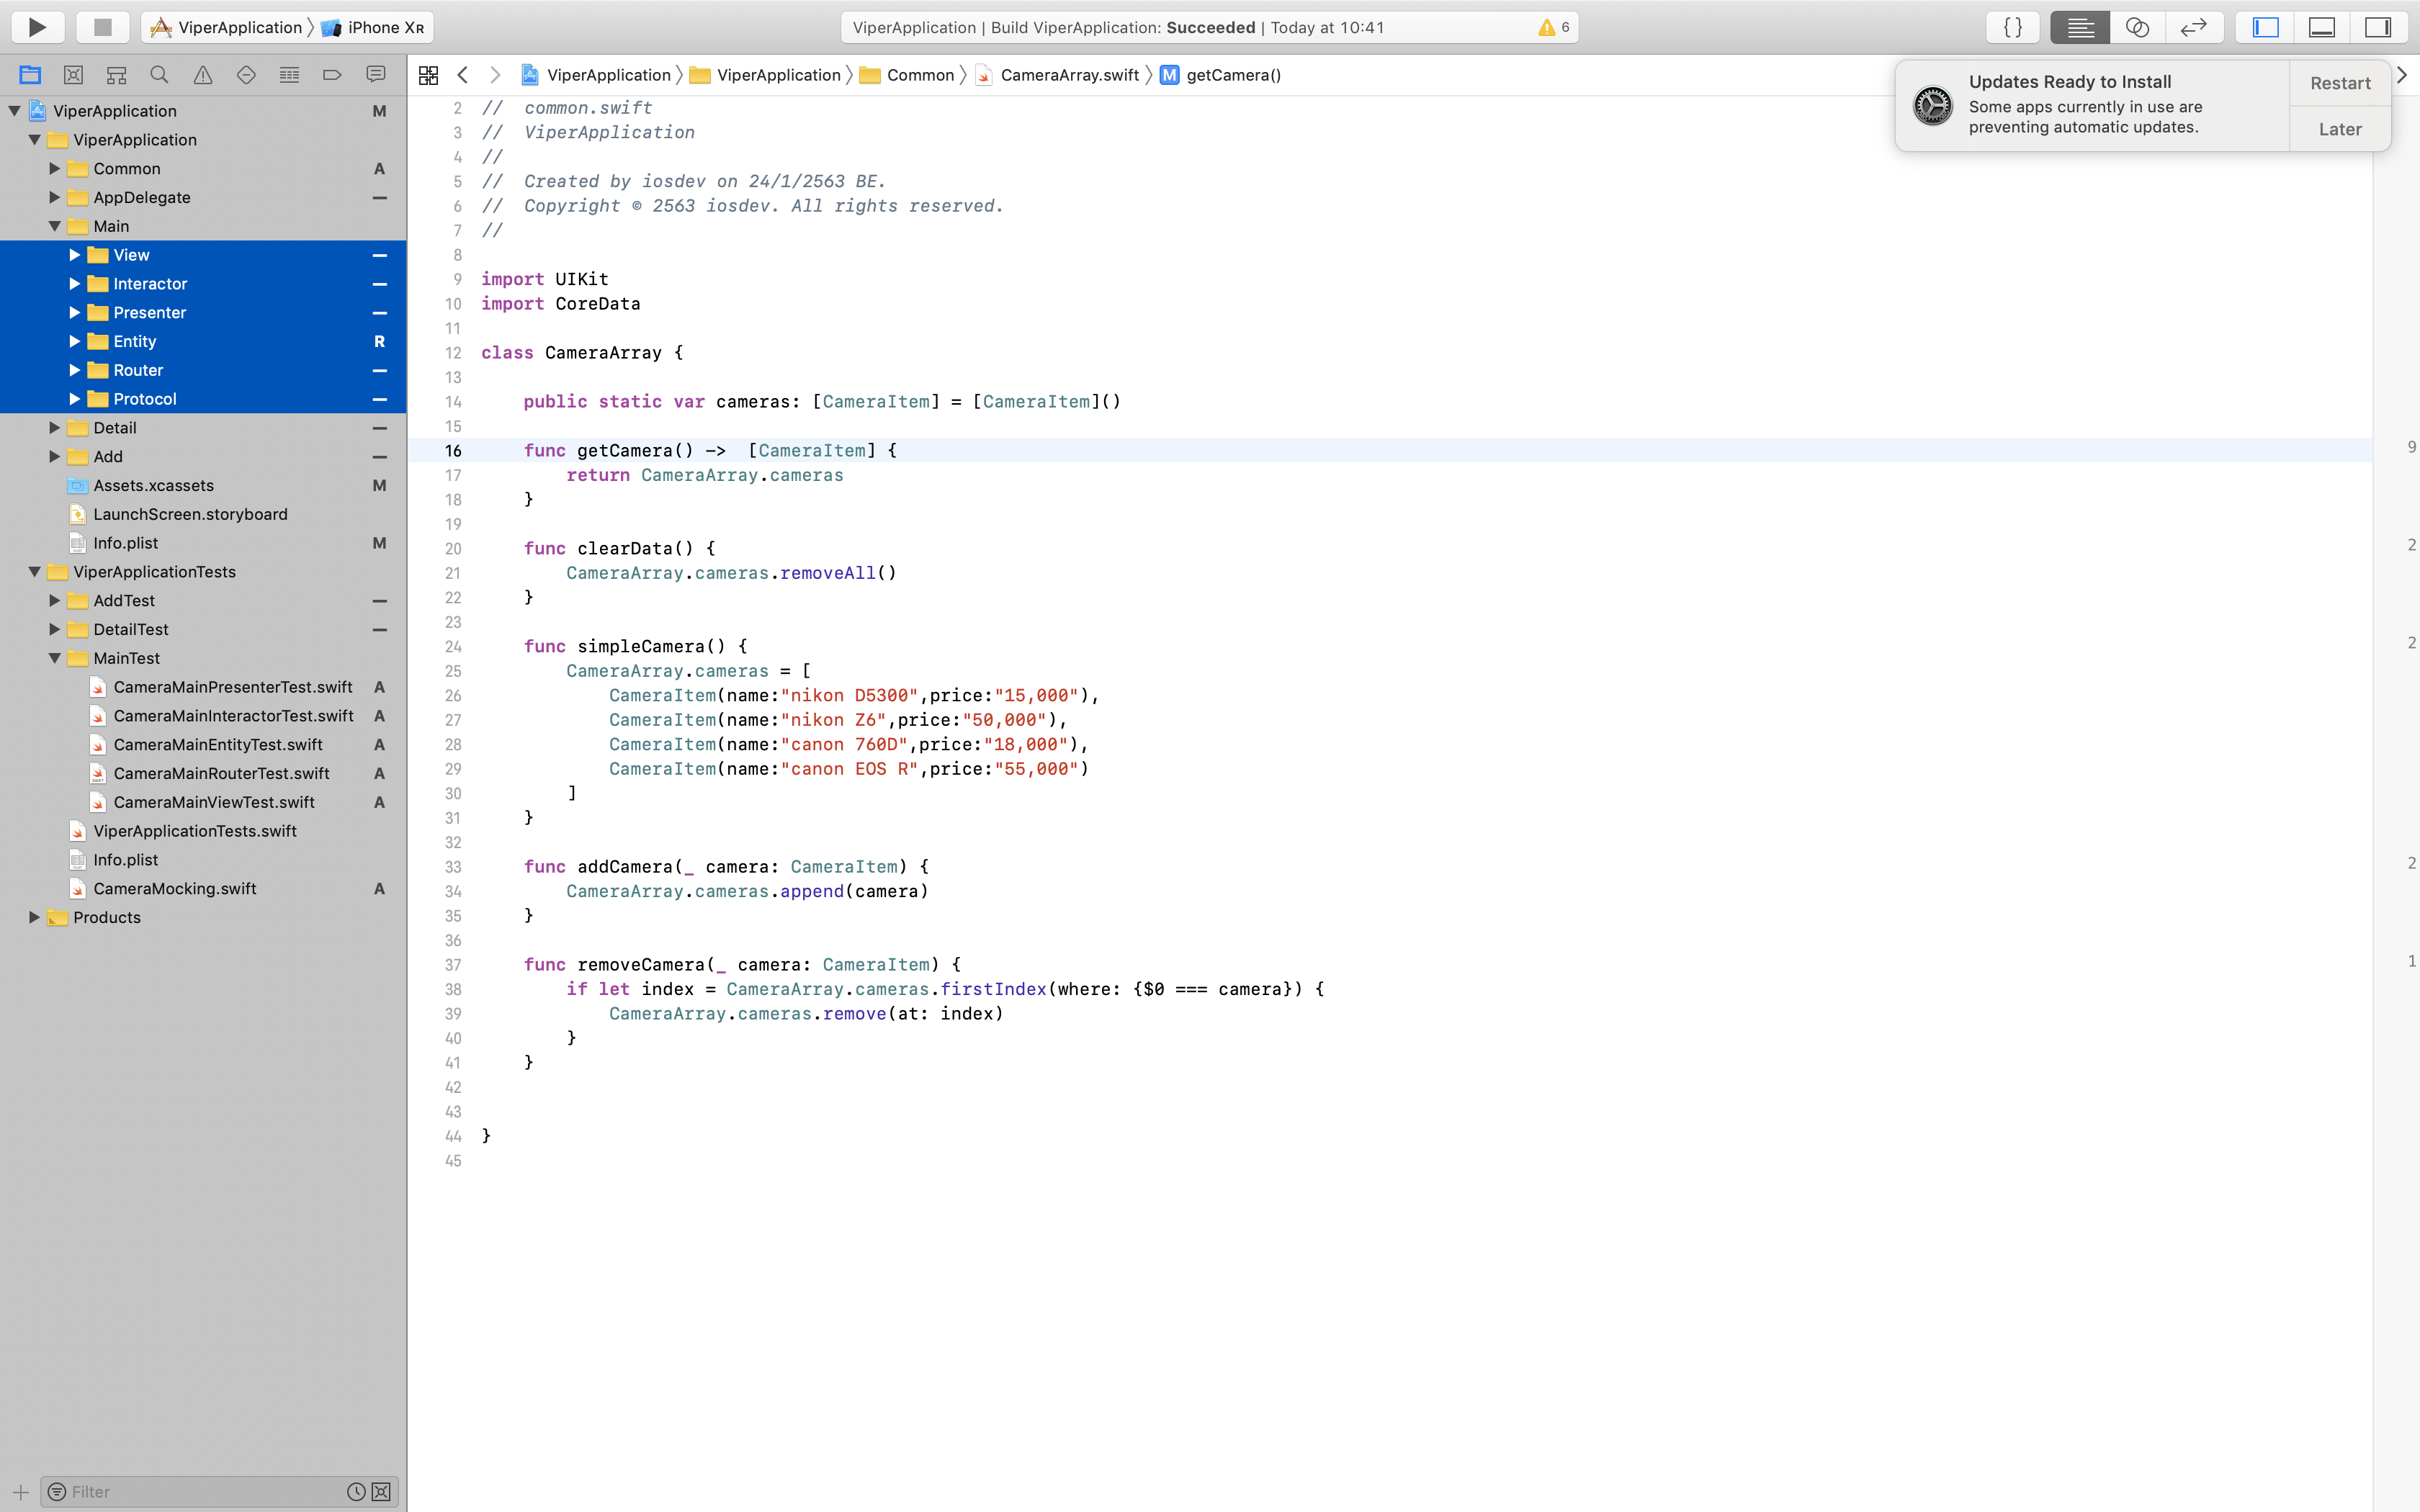 ViperApplication 〉 iPhone XR
ViperApplication | Build ViperApplication: Succeeded | Today at 10:41
6
{ }
ViperApplication 〉 ViperApplication 〉 Common 〉 CameraArray.swift 〉 M getCamera()
Updates Ready to Install
Some apps currently in use are
preventing automatic updates.
Restart
Later
ViperApplication M
ViperApplication
Common A
AppDelegate —
Main
View —
Interactor —
Presenter —
Entity R
Router —
Protocol —
Detail —
Add —
Assets.xcassets M
LaunchScreen.storyboard
Info.plist M
ViperApplicationTests
AddTest —
DetailTest —
MainTest
CameraMainPresenterTest.swift A
CameraMainInteractorTest.swift A
CameraMainEntityTest.swift A
CameraMainRouterTest.swift A
CameraMainViewTest.swift A
ViperApplicationTests.swift
Info.plist
CameraMocking.swift A
Products
Filter
2 //  common.swift
3 //  ViperApplication
4 //
5 //  Created by iosdev on 24/1/2563 BE.
6 //  Copyright © 2563 iosdev. All rights reserved.
7 //
8
9 import UIKit
10 import CoreData
11
12 class CameraArray {
13
14     public static var cameras: [CameraItem] = [CameraItem]()
15
16     func getCamera() ->  [CameraItem] {
17         return CameraArray.cameras
18     }
19
20     func clearData() {
21         CameraArray.cameras.removeAll()
22     }
23
24     func simpleCamera() {
25         CameraArray.cameras = [
26             CameraItem(name:"nikon D5300",price:"15,000"),
27             CameraItem(name:"nikon Z6",price:"50,000"),
28             CameraItem(name:"canon 760D",price:"18,000"),
29             CameraItem(name:"canon EOS R",price:"55,000")
30         ]
31     }
32
33     func addCamera(_ camera: CameraItem) {
34         CameraArray.cameras.append(camera)
35     }
36
37     func removeCamera(_ camera: CameraItem) {
38         if let index = CameraArray.cameras.firstIndex(where: {$0 === camera}) {
39             CameraArray.cameras.remove(at: index)
40         }
41     }
42
43
44 }
45
9
2
2
2
1